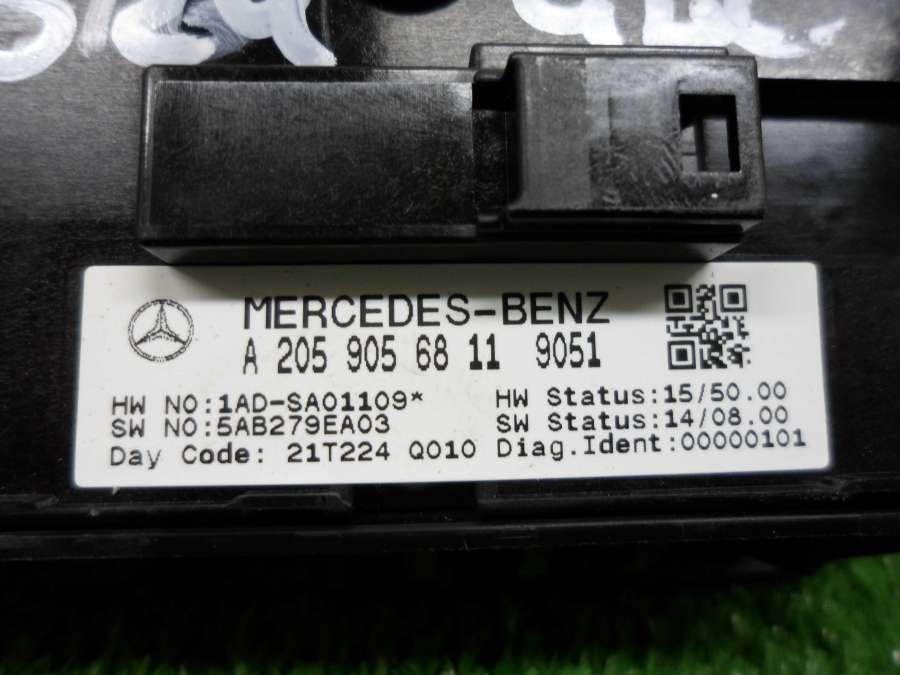 MERCEDES-BENZ
A 205 905 68 11 9051
HW NO:1AD-SA01109* HW Status:15/50.00
SW NO:5AB279EA03 SW Status:14/08.00
Day Code: 21T224 Q010 Diag.Ident:00000101